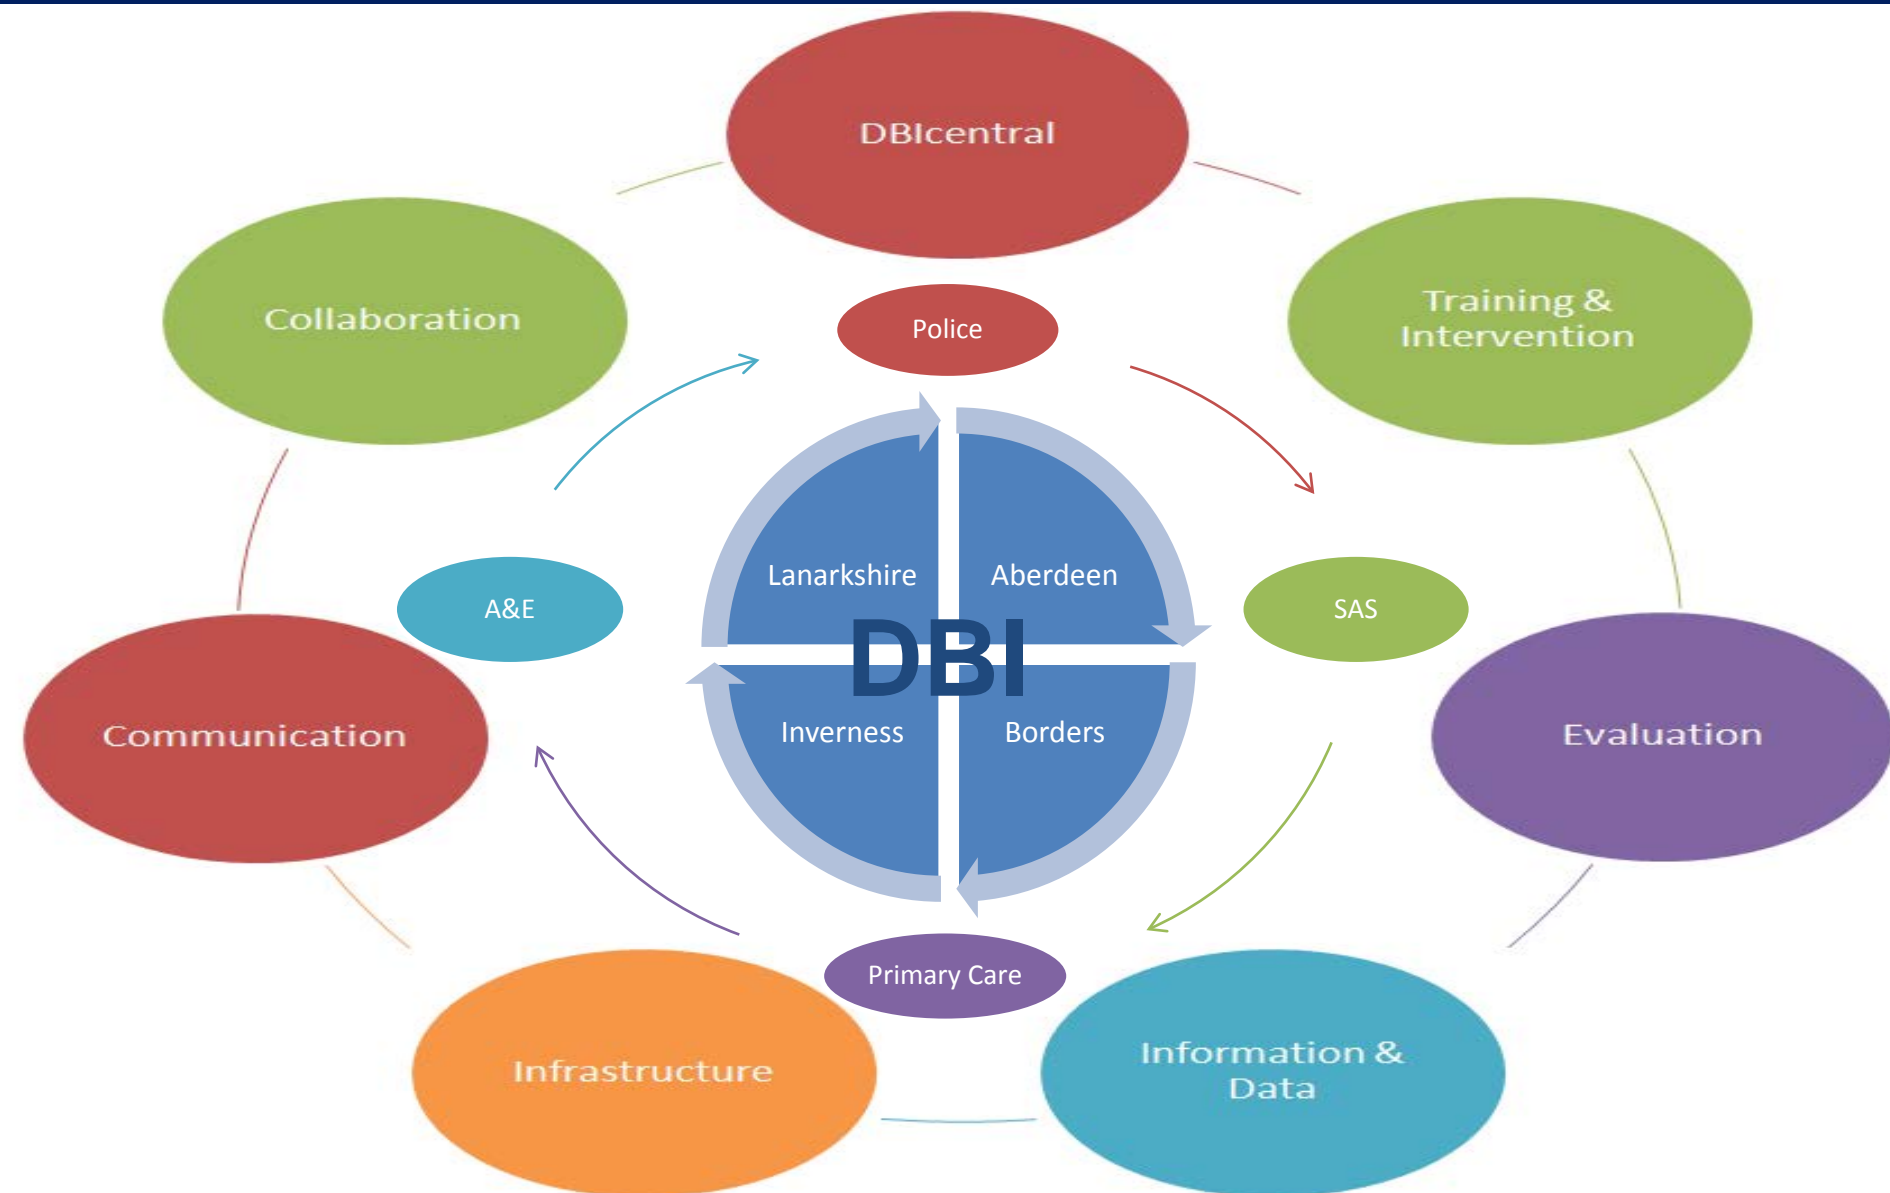 DBIcentral
Collaboration
Training &
Intervention
Police
Lanarkshire
Aberdeen
A&E
SAS
DBI
Communication
Inverness
Borders
Evaluation
Primary Care
Infrastructure
Information &
Data